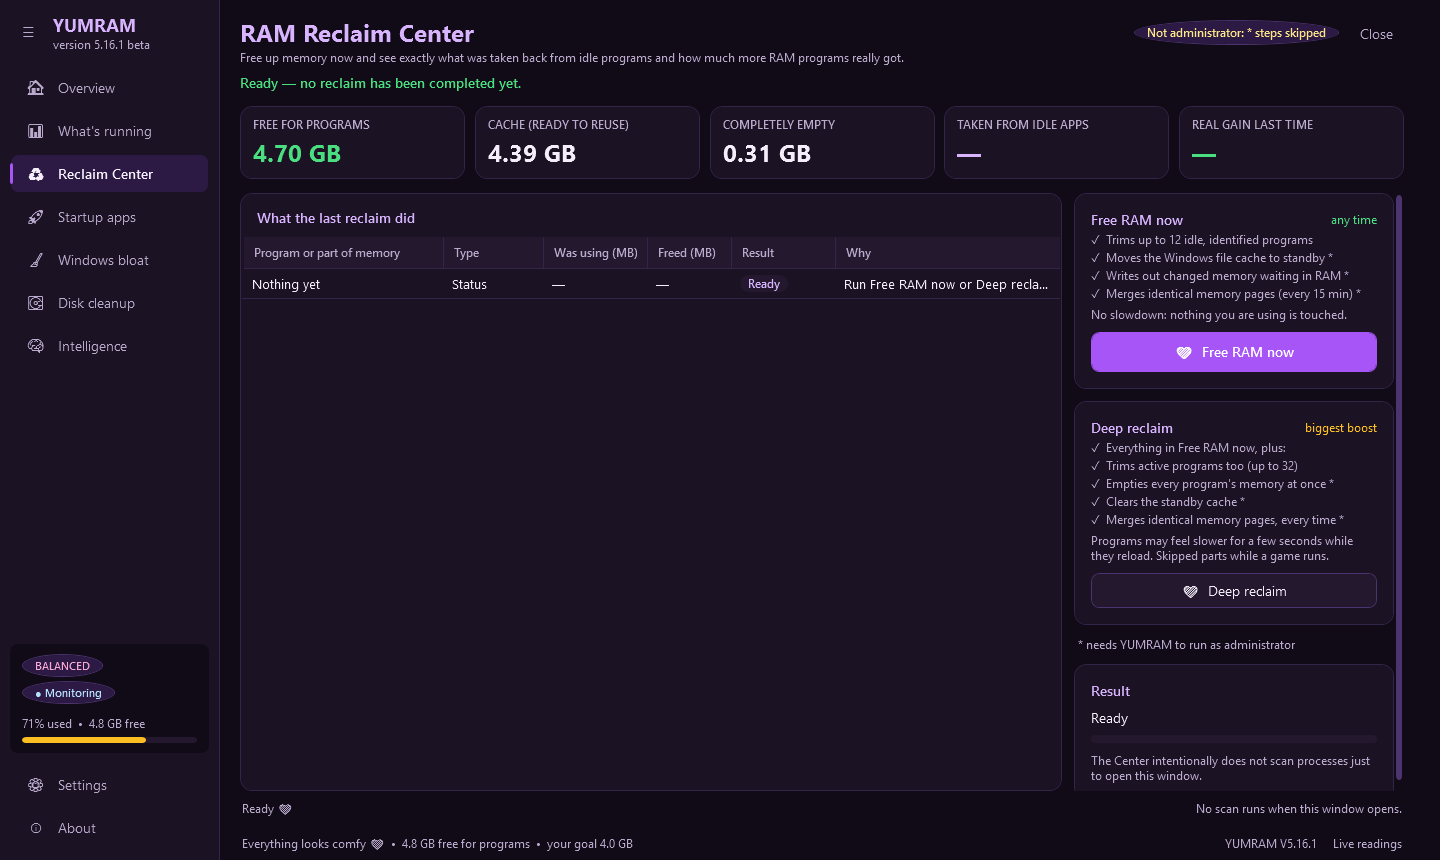 ☰ YUMRAM
version 5.16.1 beta
Overview
What's running
Reclaim Center
Startup apps
Windows bloat
Disk cleanup
Intelligence
BALANCED
● Monitoring
71% used • 4.8 GB free
Settings
About
RAM Reclaim Center
Free up memory now and see exactly what was taken back from idle programs and how much more RAM programs really got.
Ready — no reclaim has been completed yet.
Not administrator: * steps skipped
Close
FREE FOR PROGRAMS
4.70 GB
CACHE (READY TO REUSE)
4.39 GB
COMPLETELY EMPTY
0.31 GB
TAKEN FROM IDLE APPS
—
REAL GAIN LAST TIME
—
What the last reclaim did
Program or part of memory Type Was using (MB) Freed (MB) Result Why
Nothing yet Status — — Ready Run Free RAM now or Deep recla...
Free RAM now any time
✓ Trims up to 12 idle, identified programs
✓ Moves the Windows file cache to standby *
✓ Writes out changed memory waiting in RAM *
✓ Merges identical memory pages (every 15 min) *
No slowdown: nothing you are using is touched.
Free RAM now
Deep reclaim biggest boost
✓ Everything in Free RAM now, plus:
✓ Trims active programs too (up to 32)
✓ Empties every program's memory at once *
✓ Clears the standby cache *
✓ Merges identical memory pages, every time *
Programs may feel slower for a few seconds while
they reload. Skipped parts while a game runs.
Deep reclaim
* needs YUMRAM to run as administrator
Result
Ready
The Center intentionally does not scan processes just
to open this window.
Ready
No scan runs when this window opens.
Everything looks comfy • 4.8 GB free for programs • your goal 4.0 GB
YUMRAM V5.16.1 Live readings